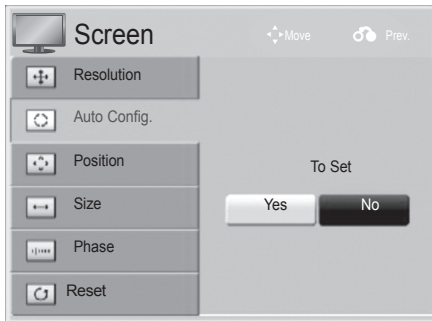 Screen
Move
Prev.
Resolution
Auto Config.
Position
To Set
Size
Yes
No
Phase
Reset